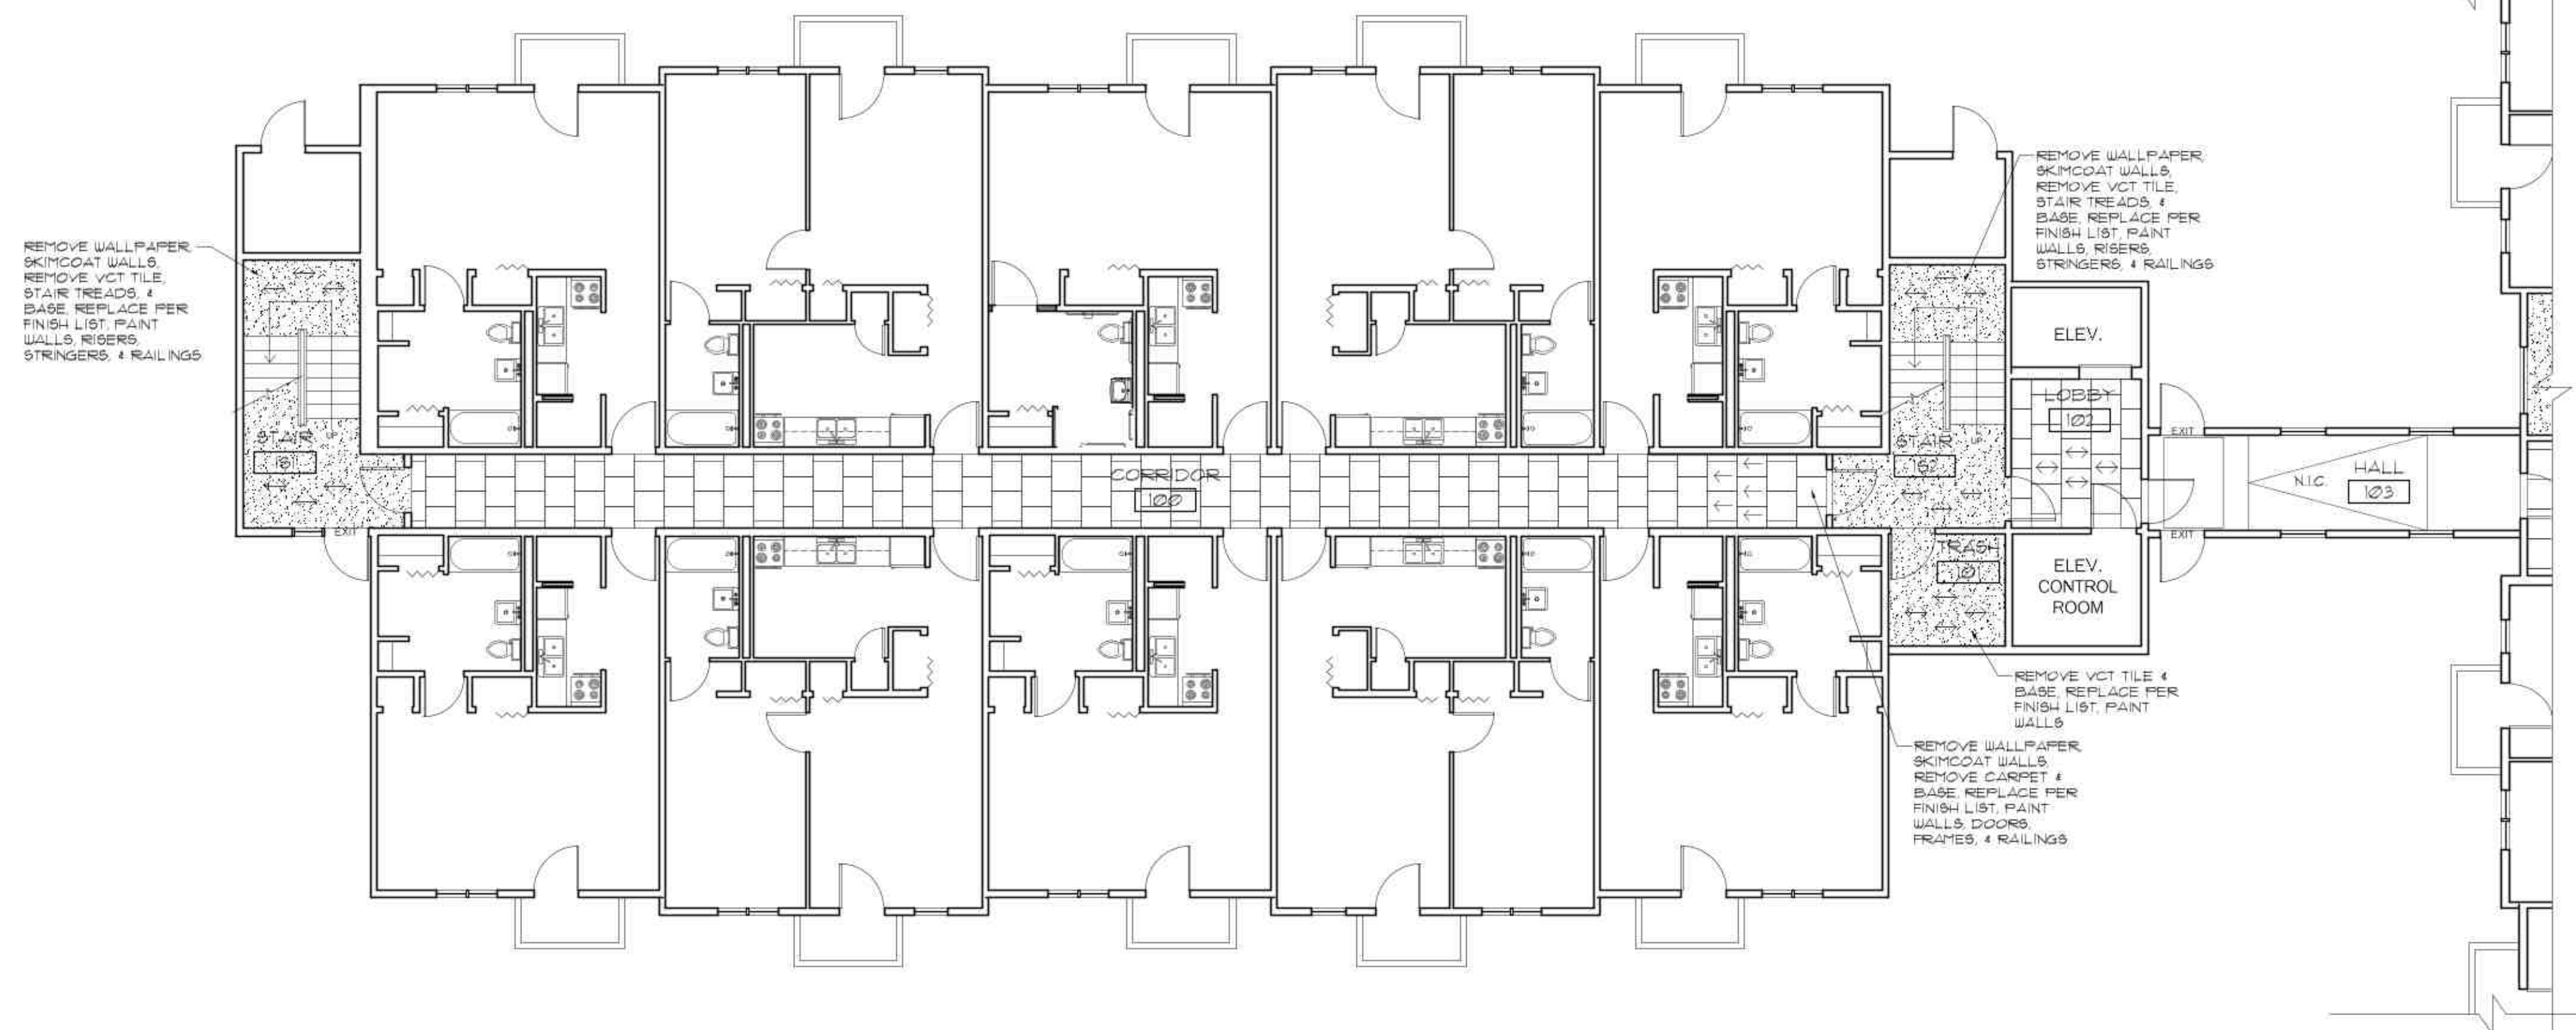 REMOVE WALLPAPER,
SKIMCOAT WALLS,
REMOVE VCT TILE,
STAIR TREADS, &
BASE, REPLACE PER
FINISH LIST, PAINT
WALLS, RISERS,
STRINGERS, & RAILINGS
STAIR
UP
EXIT
CORRIDOR
100
REMOVE WALLPAPER,
SKIMCOAT WALLS,
REMOVE VCT TILE,
STAIR TREADS, &
BASE, REPLACE PER
FINISH LIST, PAINT
WALLS, RISERS,
STRINGERS, & RAILINGS
ELEV.
LOBBY
102
STAIR
UP
152
EXIT
HALL
N.I.C.
103
EXIT
TRASH
101
ELEV.
CONTROL
ROOM
REMOVE VCT TILE &
BASE, REPLACE PER
FINISH LIST, PAINT
WALLS
REMOVE WALLPAPER,
SKIMCOAT WALLS,
REMOVE CARPET &
BASE, REPLACE PER
FINISH LIST, PAINT
WALLS, DOORS,
FRAMES, & RAILINGS